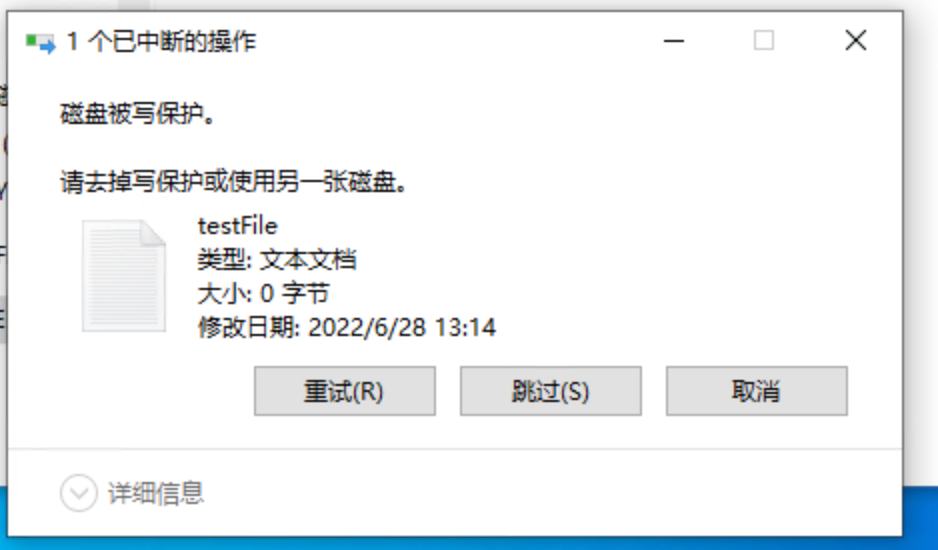 1 个已中断的操作
磁盘被写保护。
请去掉写保护或使用另一张磁盘。
testFile
类型: 文本文档
大小: 0 字节
修改日期: 2022/6/28 13:14
重试(R) 跳过(S) 取消
详细信息